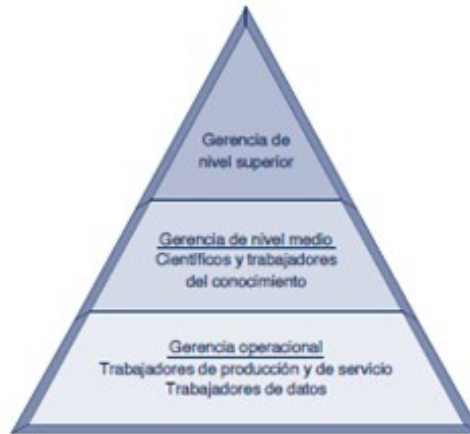 Gerencia de
nivel superior
Gerencia de nivel medio
Científicos y trabajadores
del conocimiento
Gerencia operacional
Trabajadores de producción y de servicio
Trabajadores de datos